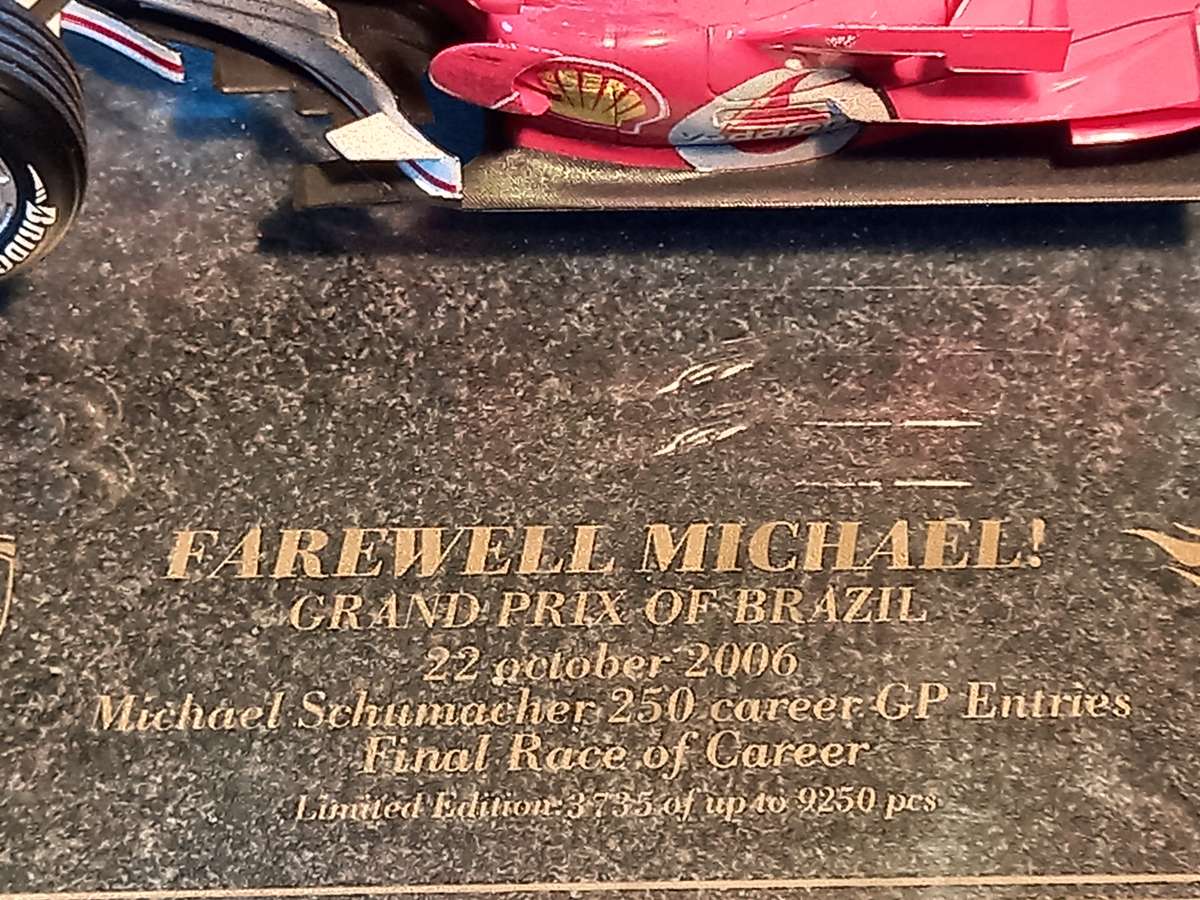 Vodafone
FAREWELL MICHAEL!
GRAND PRIX OF BRAZIL
22 october 2006
Michael Schumacher 250 career GP Entries
Final Race of Career
Limited Edition: 3735 of up to 9250 pcs